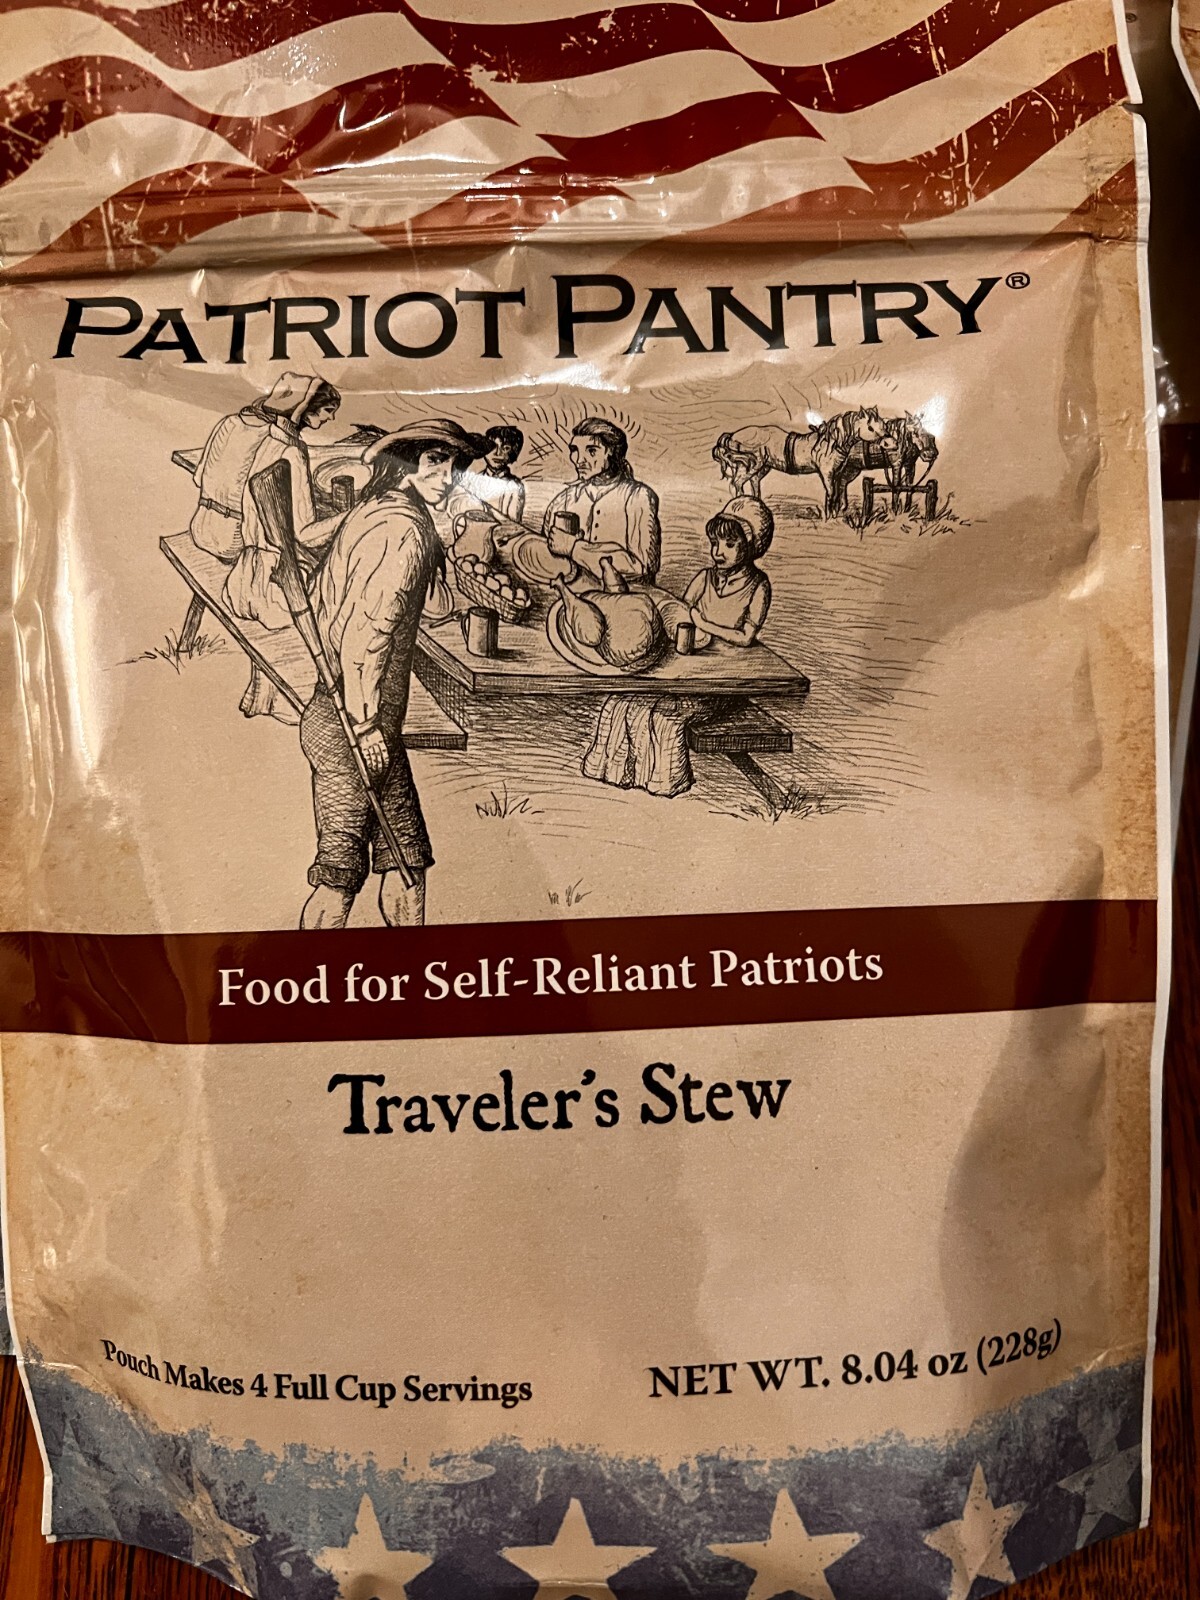 PATRIOT PANTRY®
Food for Self-Reliant Patriots
Traveler's Stew
Pouch Makes 4 Full Cup Servings
NET WT. 8.04 oz (228g)